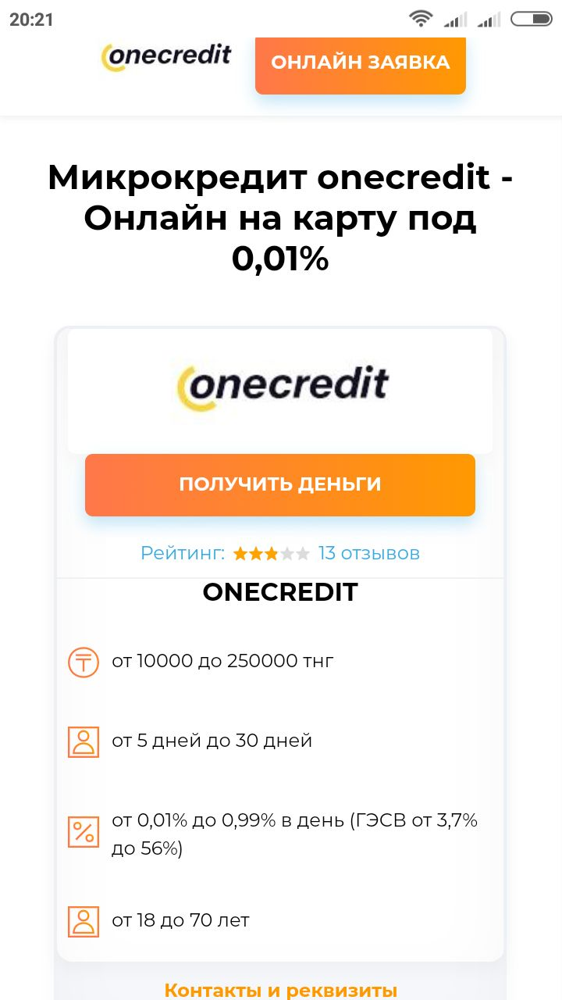 20:21
onecredit
ОНЛАЙН ЗАЯВКА
Микрокредит onecredit -
Онлайн на карту под
0,01%
onecredit
ПОЛУЧИТЬ ДЕНЬГИ
Рейтинг: 13 отзывов
ONECREDIT
от 10000 до 250000 тнг
от 5 дней до 30 дней
от 0,01% до 0,99% в день (ГЭСВ от 3,7%
до 56%)
от 18 до 70 лет
Контакты и реквизиты